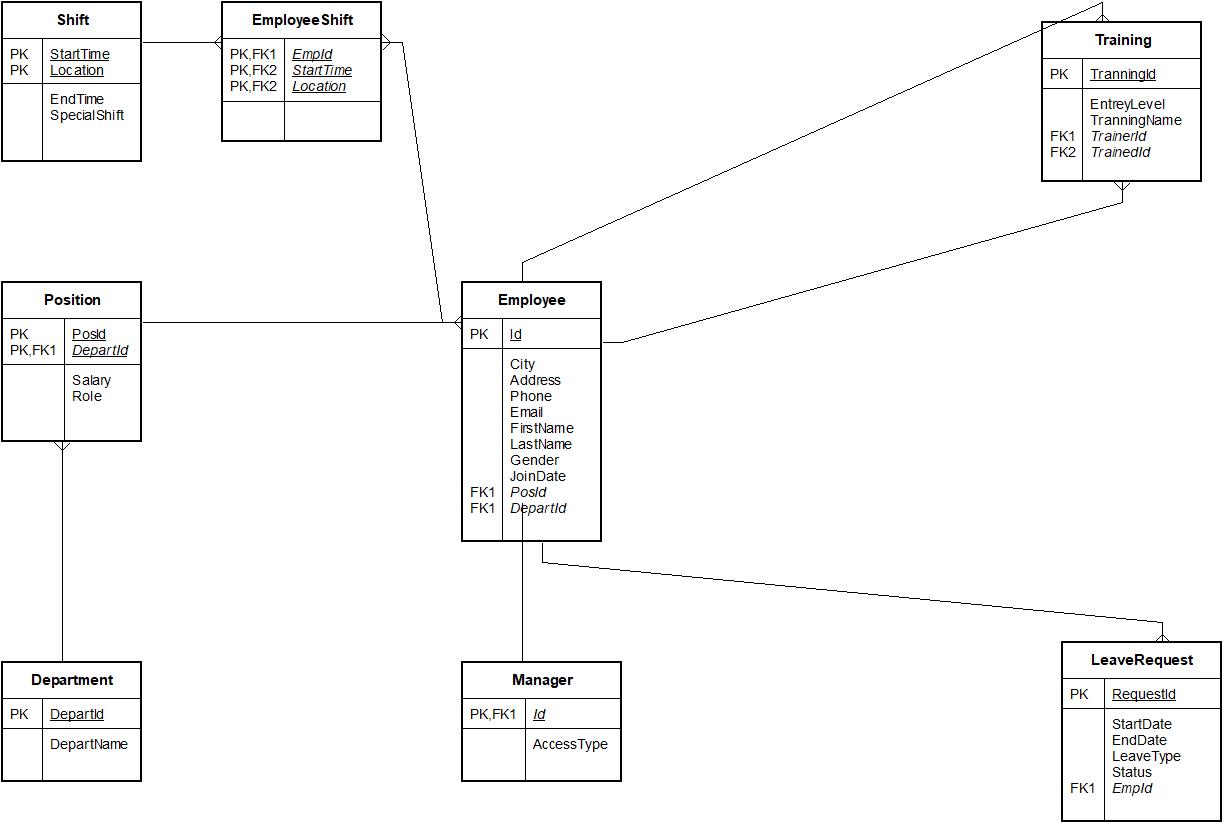 Shift
PK StartTime
PK Location
EndTime
SpecialShift
EmployeeShift
PK,FK1 EmpId
PK,FK2 StartTime
PK,FK2 Location
Training
PK TranningId
EntreyLevel
TranningName
FK1 TrainerId
FK2 TrainedId
Position
PK PosId
PK,FK1 DepartId
Salary
Role
Employee
PK Id
City
Address
Phone
Email
FirstName
LastName
Gender
JoinDate
FK1 PosId
FK1 DepartId
Department
PK DepartId
DepartName
Manager
PK,FK1 Id
AccessType
LeaveRequest
PK RequestId
StartDate
EndDate
LeaveType
Status
FK1 EmpId